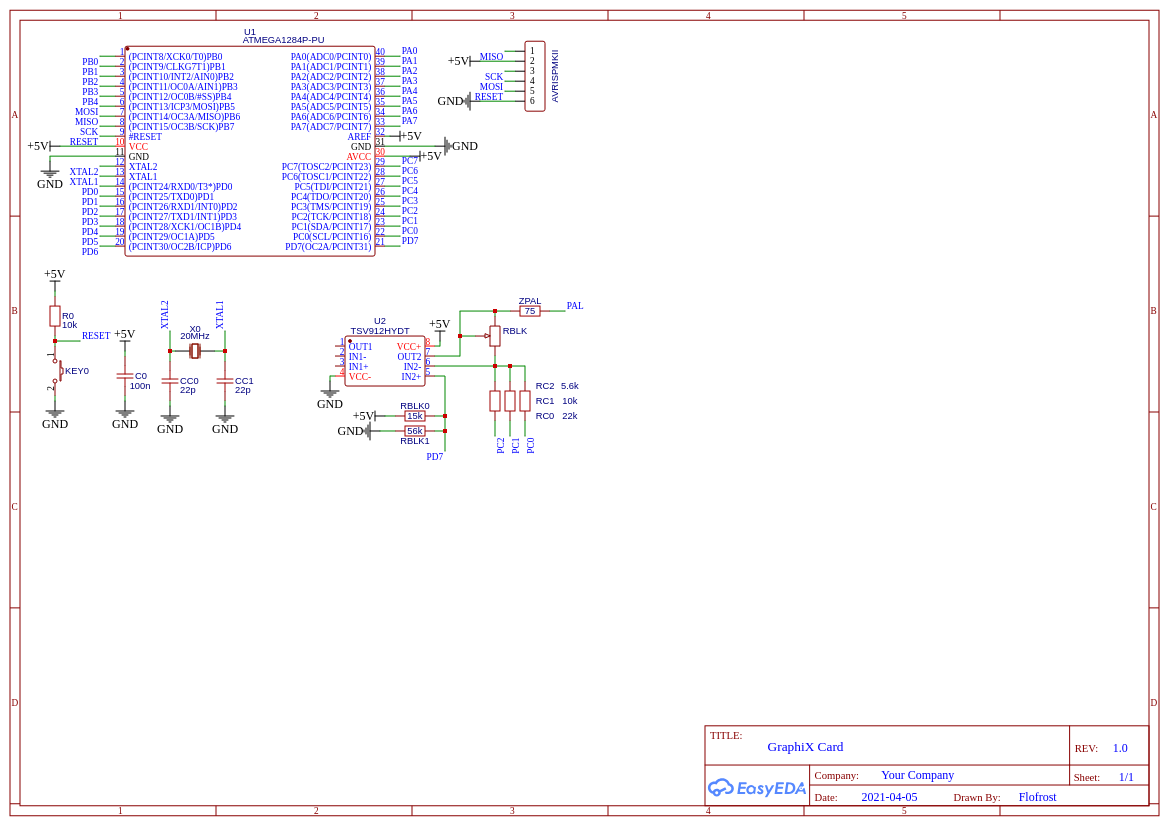 1 2 3 4 5
A B C D
A B C D
1 2 3 4 5
U1
ATMEGA1284P-PU
PB0 1 (PCINT8/XCK0/T0)PB0
PB1 2 (PCINT9/CLKG7T1)PB1
PB2 3 (PCINT10/INT2/AIN0)PB2
PB3 4 (PCINT11/OC0A/AIN1)PB3
PB4 5 (PCINT12/OC0B/#SS)PB4
MOSI 6 (PCINT13/ICP3/MOSI)PB5
MISO 7 (PCINT14/OC3A/MISO)PB6
SCK 8 (PCINT15/OC3B/SCK)PB7
RESET 9 #RESET
+5V 10 VCC
GND 11 GND
XTAL2 12 XTAL2
XTAL1 13 XTAL1
PD0 14 (PCINT24/RXD0/T3*)PD0
PD1 15 (PCINT25/TXD0)PD1
PD2 16 (PCINT26/RXD1/INT0)PD2
PD3 17 (PCINT27/TXD1/INT1)PD3
PD4 18 (PCINT28/XCK1/OC1B)PD4
PD5 19 (PCINT29/OC1A)PD5
PD6 20 (PCINT30/OC2B/ICP)PD6
PA0(ADC0/PCINT0) 40 PA0
PA1(ADC1/PCINT1) 39 PA1
PA2(ADC2/PCINT2) 38 PA2
PA3(ADC3/PCINT3) 37 PA3
PA4(ADC4/PCINT4) 36 PA4
PA5(ADC5/PCINT5) 35 PA5
PA6(ADC6/PCINT6) 34 PA6
PA7(ADC7/PCINT7) 33 PA7
AREF 32 +5V
GND 31 GND
AVCC 30 +5V
PC7(TOSC2/PCINT23) 29 PC7
PC6(TOSC1/PCINT22) 28 PC6
PC5(TDI/PCINT21) 27 PC5
PC4(TDO/PCINT20) 26 PC4
PC3(TMS/PCINT19) 25 PC3
PC2(TCK/PCINT18) 24 PC2
PC1(SDA/PCINT17) 23 PC1
PC0(SCL/PCINT16) 22 PC0
PD7(OC2A/PCINT31) 21 PD7
MISO 1
+5V 2
SCK 3
MOSI 4
RESET 5
GND 6
AVRISPMKII
+5V
R0
10k
RESET
1
KEY0
2
GND
+5V
C0
100n
GND
XTAL2
XTAL1
X0
20MHz
CC0
22p
CC1
22p
GND
GND
U2
TSV912HYDT
1 OUT1
2 IN1-
3 IN1+
4 VCC-
VCC+ 8
OUT2 7
IN2- 6
IN2+ 5
GND
+5V
ZPAL
75
PAL
RBLK
RC2 5.6k
RC1 10k
RC0 22k
PC2
PC1
PC0
RBLK0
+5V 15k
GND 56k
RBLK1
PD7
TITLE:
GraphiX Card
REV: 1.0
EasyEDA
Company: Your Company
Sheet: 1/1
Date: 2021-04-05
Drawn By: Flofrost